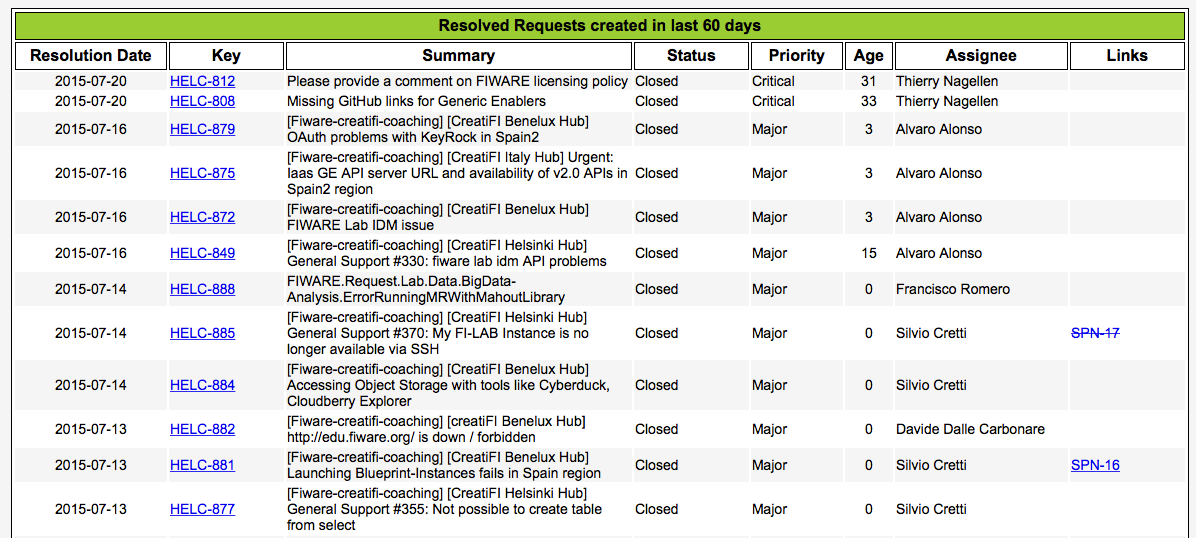 Resolved Requests created in last 60 days
Resolution Date Key Summary Status Priority Age Assignee Links
2015-07-20 HELC-812 Please provide a comment on FIWARE licensing policy Closed Critical 31 Thierry Nagellen
2015-07-20 HELC-808 Missing GitHub links for Generic Enablers Closed Critical 33 Thierry Nagellen
[Fiware-creatifi-coaching] [CreatiFI Benelux Hub]
2015-07-16 HELC-879 OAuth problems with KeyRock in Spain2 Closed Major 3 Alvaro Alonso
[Fiware-creatifi-coaching] [CreatiFI Italy Hub] Urgent:
2015-07-16 HELC-875 Iaas GE API server URL and availability of v2.0 APIs in Closed Major 3 Alvaro Alonso
Spain2 region
[Fiware-creatifi-coaching] [CreatiFI Benelux Hub]
2015-07-16 HELC-872 FIWARE Lab IDM issue Closed Major 3 Alvaro Alonso
[Fiware-creatifi-coaching] [CreatiFI Helsinki Hub]
2015-07-16 HELC-849 General Support #330: fiware lab idm API problems Closed Major 15 Alvaro Alonso
FIWARE.Request.Lab.Data.BigData-
2015-07-14 HELC-888 Analysis.ErrorRunningMRWithMahoutLibrary Closed Major 0 Francisco Romero
[Fiware-creatifi-coaching] [CreatiFI Helsinki Hub]
2015-07-14 HELC-885 General Support #370: My FI-LAB Instance is no Closed Major 0 Silvio Cretti SPN-17
longer available via SSH
[Fiware-creatifi-coaching] [CreatiFI Benelux Hub]
2015-07-14 HELC-884 Accessing Object Storage with tools like Cyberduck, Closed Major 0 Silvio Cretti
Cloudberry Explorer
[Fiware-creatifi-coaching] [creatiFI Benelux Hub]
2015-07-13 HELC-882 http://edu.fiware.org/ is down / forbidden Closed Major 0 Davide Dalle Carbonare
[Fiware-creatifi-coaching] [CreatiFI Benelux Hub]
2015-07-13 HELC-881 Launching Blueprint-Instances fails in Spain region Closed Major 0 Silvio Cretti SPN-16
[Fiware-creatifi-coaching] [CreatiFI Helsinki Hub]
2015-07-13 HELC-877 General Support #355: Not possible to create table Closed Major 0 Silvio Cretti
from select